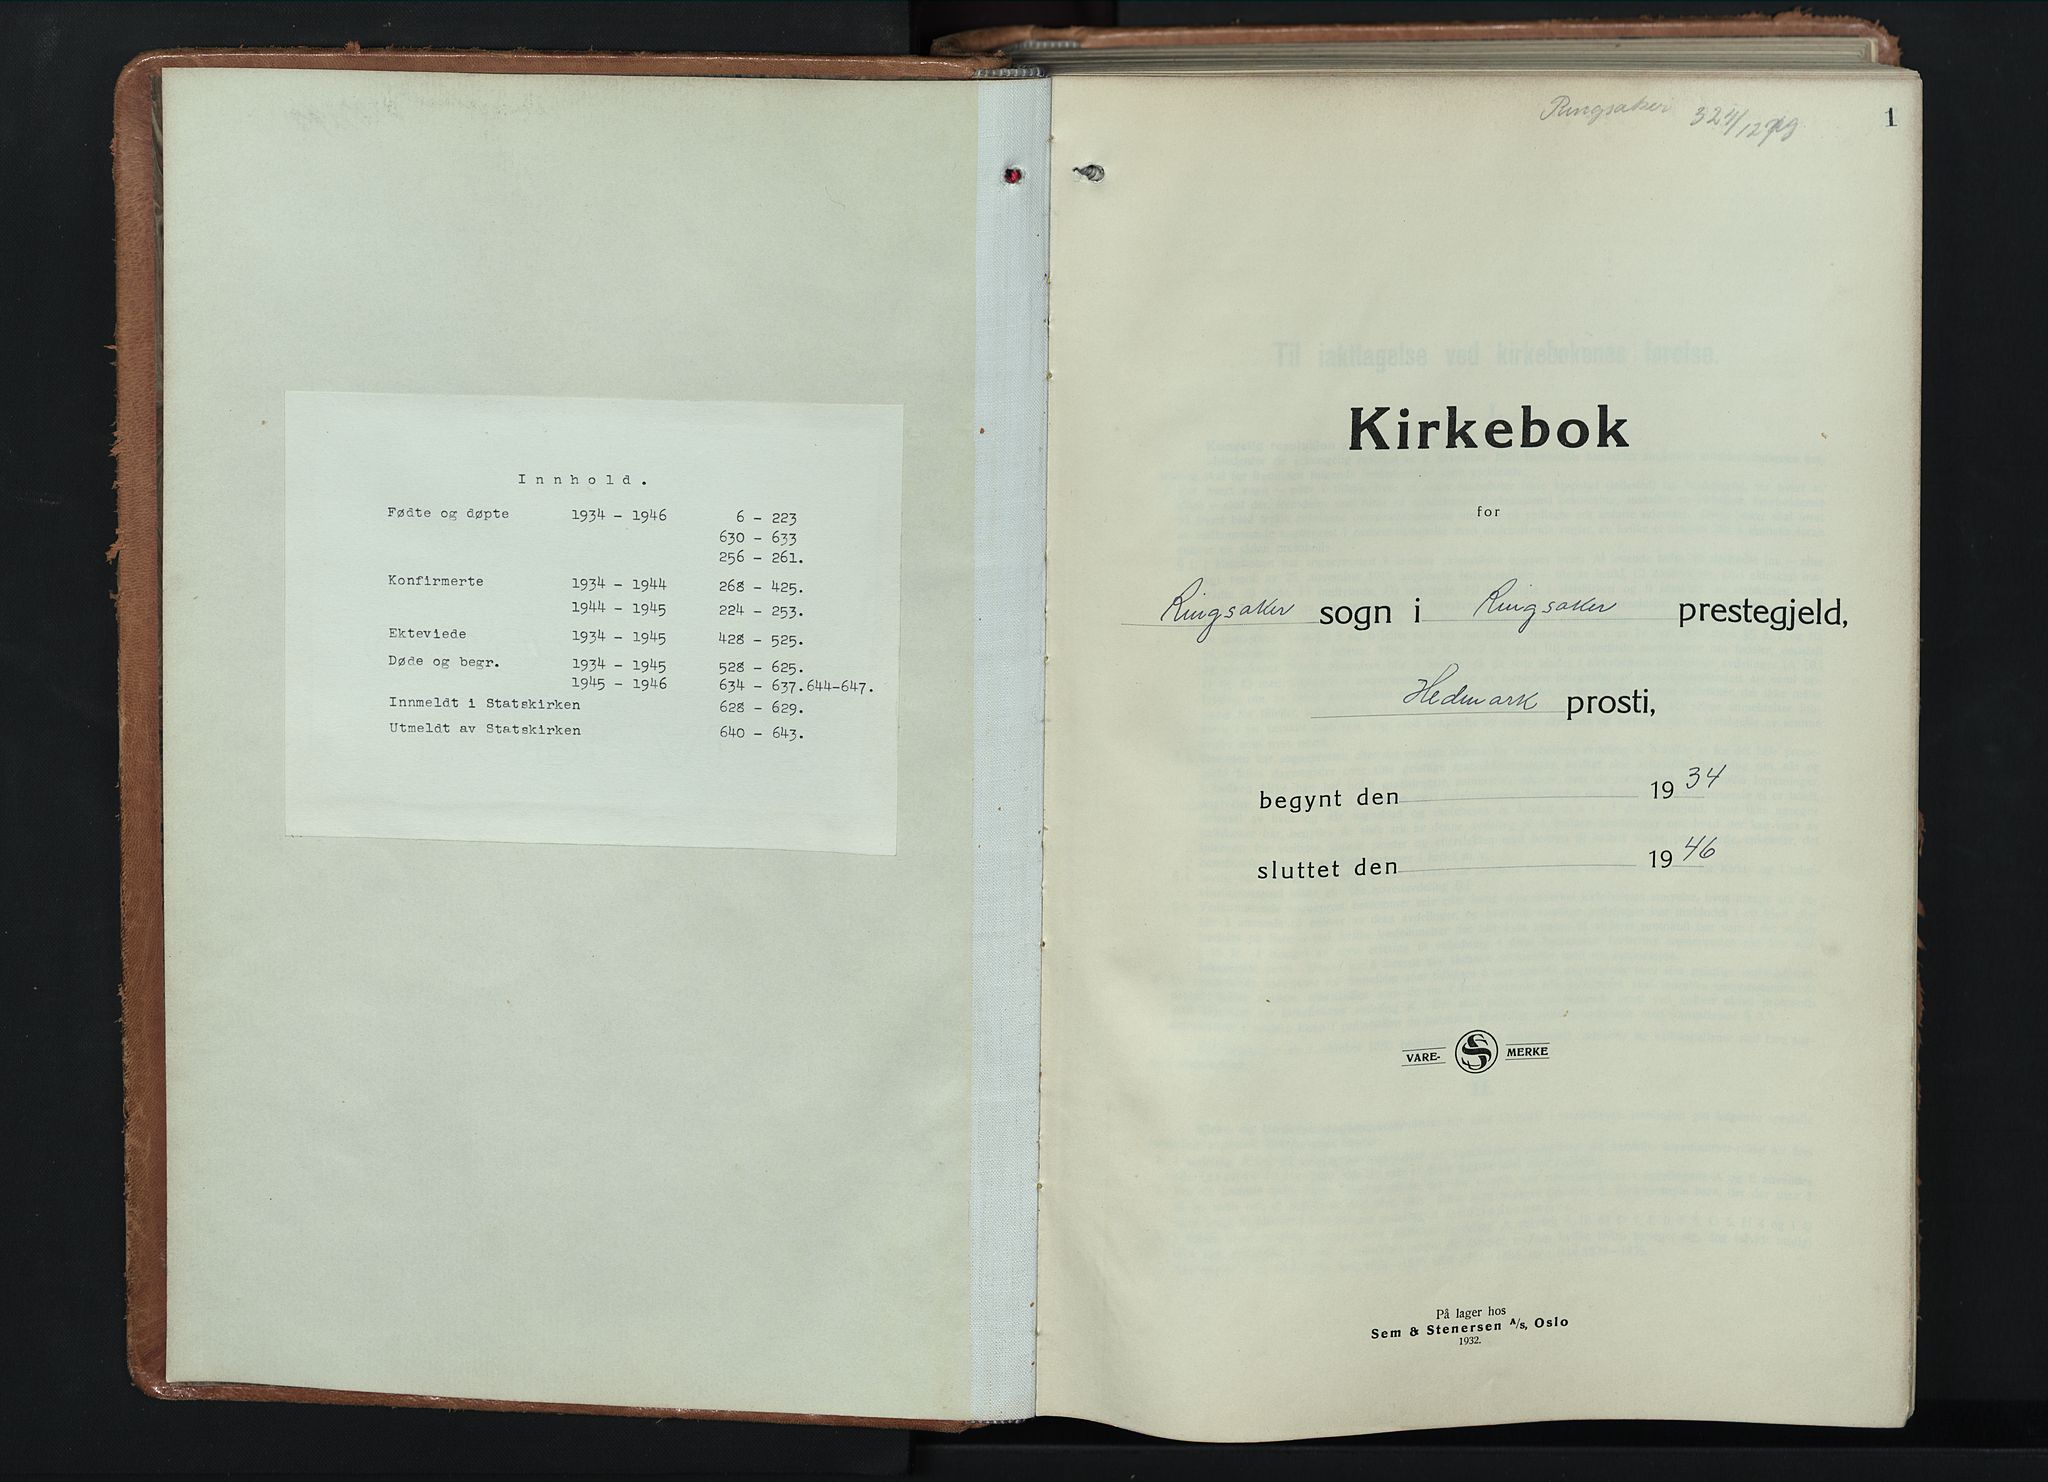 Innhold.
Fødte og døpte 1934 - 1946 6 - 223
630 - 633
256 - 261.
Konfirmerte 1934 - 1944 268 - 425.
1944 - 1945 224 - 253.
Ekteviede 1934 - 1945 428 - 525.
Døde og begr. 1934 - 1945 528 - 625.
1945 - 1946 634 - 637.644-647.
Innmeldt i Statskirken 628 - 629.
Utmeldt av Statskirken 640 - 643.
Ringsaker 324/12
1
Kirkebok
for
Ringsaker sogn i Ringsaker prestegjeld,
Hedmark prosti,
begynt den 1934
sluttet den 1946
VARE- S MERKE
På lager hos
Sem & Stenersen A/s, Oslo
1932.